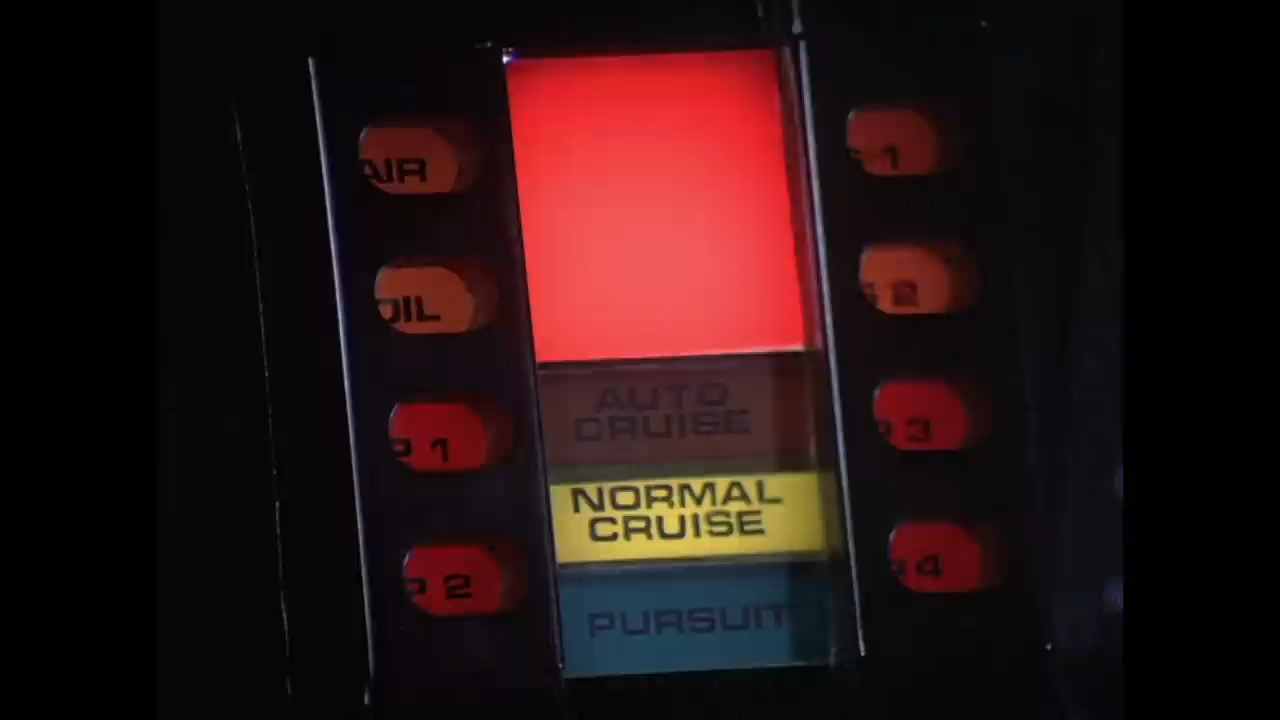 AIR
OIL
P 1
P 2
AUTO
CRUISE
NORMAL
CRUISE
PURSUIT
1
S 2
P 3
P 4